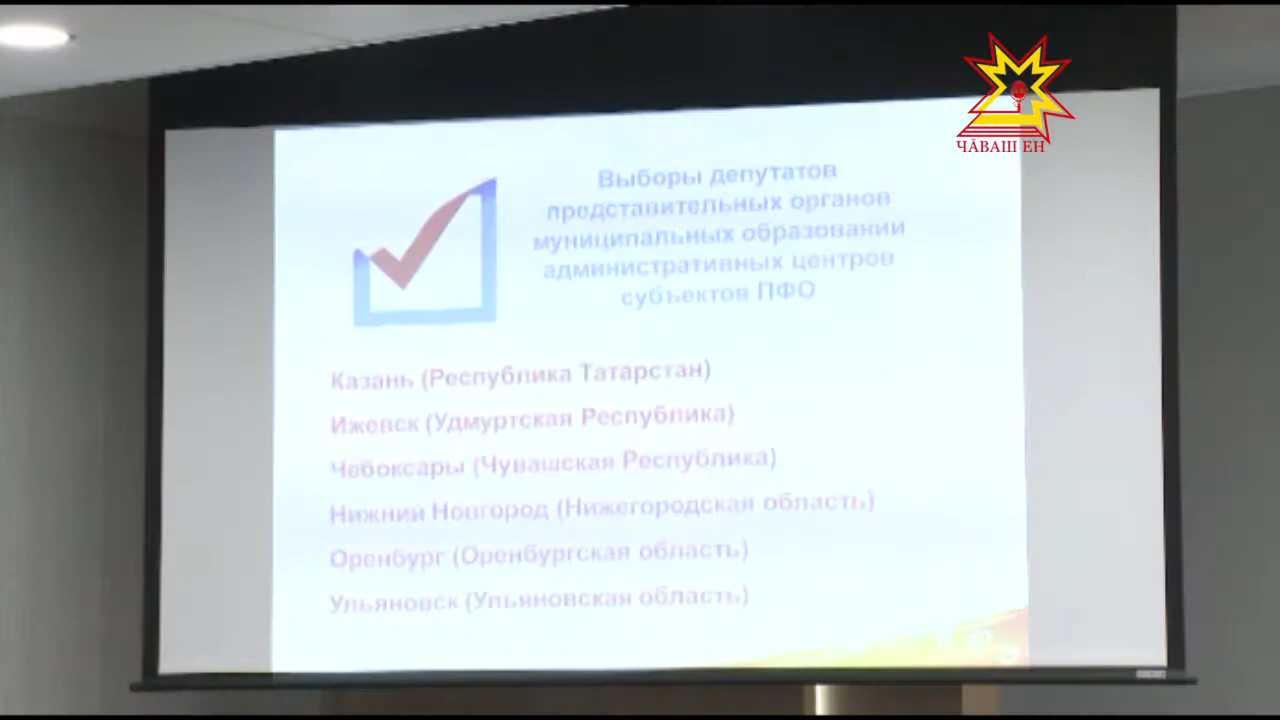 ЧӐВАШ ЕН
Выборы депутатов
представительных органов
муниципальных образований
административных центров
субъектов ПФО
Казань (Республика Татарстан)
Ижевск (Удмуртская Республика)
Чебоксары (Чувашская Республика)
Нижний Новгород (Нижегородская область)
Оренбург (Оренбургская область)
Ульяновск (Ульяновская область)